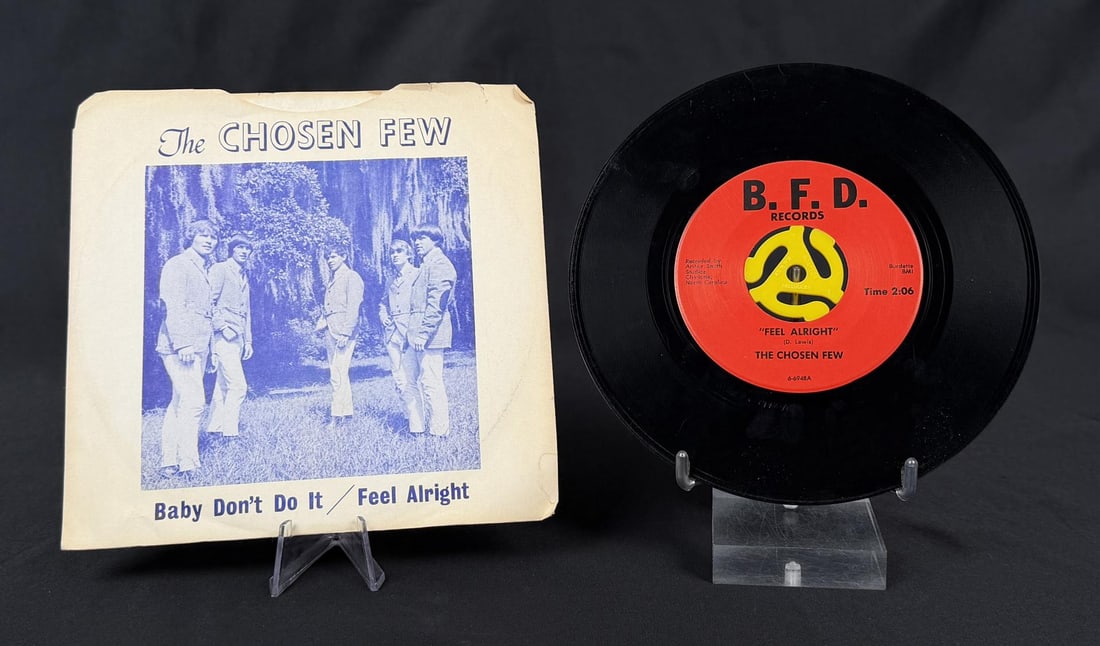 The CHOSEN FEW
Baby Don't Do It / Feel Alright
B. F. D.
RECORDS
Recorded by
Arthur Smith
Studios
Charlotte,
North Carolina
Burdette
BMI
Time 2:06
"FEEL ALRIGHT"
(D. Lewis)
THE CHOSEN FEW
6-6948A